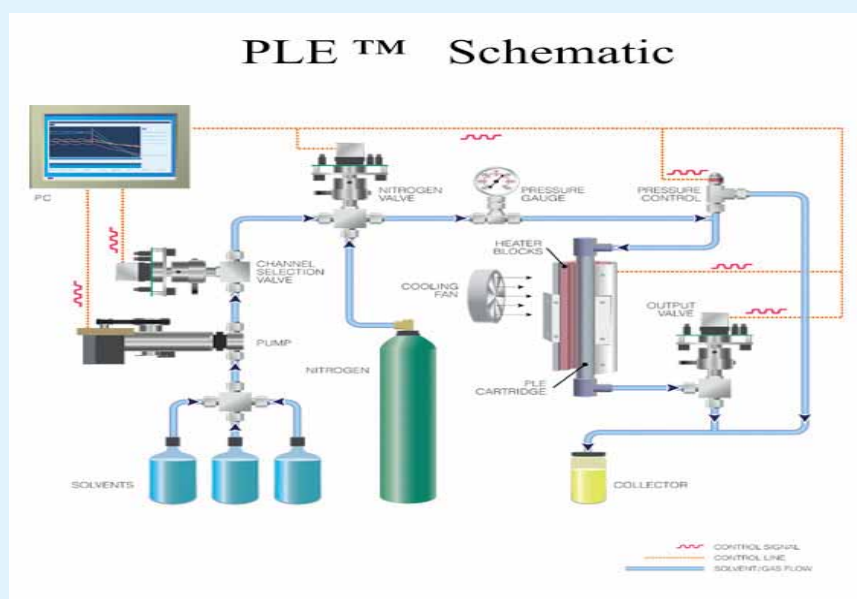 PLE ™ Schematic
PC
NITROGEN
VALVE
PRESSURE
GAUGE
PRESSURE
CONTROL
CHANNEL
SELECTION
VALVE
HEATER
BLOCKS
COOLING
FAN
OUTPUT
VALVE
PUMP
NITROGEN
PLE
CARTRIDGE
SOLVENTS
COLLECTOR
CONTROL SIGNAL
CONTROL LINE
SOLVENT/GAS FLOW